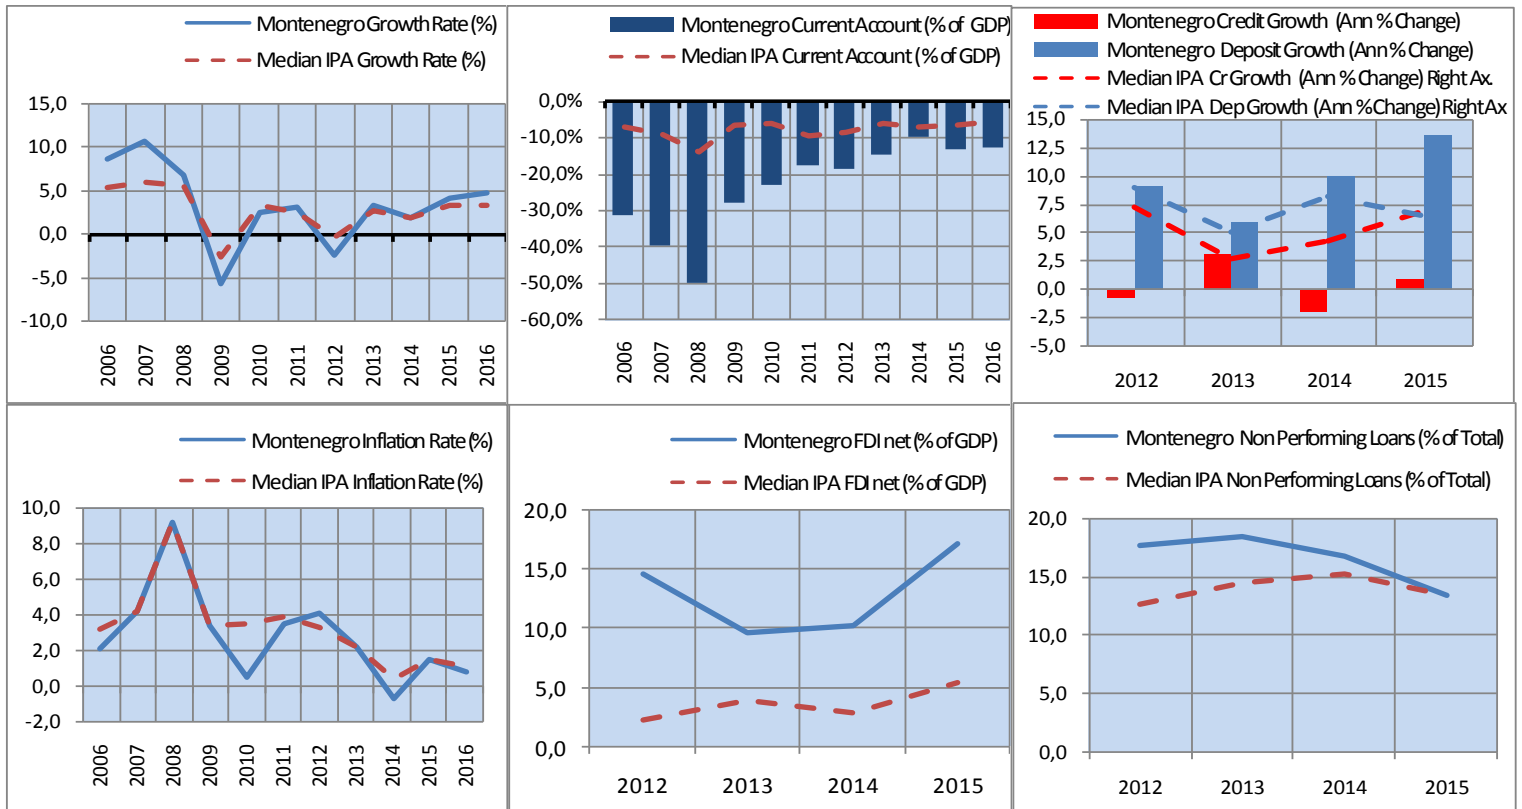 Montenegro Growth Rate (%)
Median IPA Growth Rate (%)
15,0
10,0
5,0
0,0
-5,0
-10,0
2006 2007 2008 2009 2010 2011 2012 2013 2014 2015 2016
Montenegro Current Account (% of GDP)
Median IPA Current Account (% of GDP)
0,0%
-10,0%
-20,0%
-30,0%
-40,0%
-50,0%
-60,0%
2006 2007 2008 2009 2010 2011 2012 2013 2014 2015 2016
Montenegro Credit Growth (Ann % Change)
Montenegro Deposit Growth (Ann % Change)
Median IPA Cr Growth (Ann % Change) Right Ax.
Median IPA Dep Growth (Ann % Change) Right Ax
15,0
12,5
10,0
7,5
5,0
2,5
0,0
-2,5
-5,0
2012 2013 2014 2015
Montenegro Inflation Rate (%)
Median IPA Inflation Rate (%)
10,0
8,0
6,0
4,0
2,0
0,0
-2,0
2006 2007 2008 2009 2010 2011 2012 2013 2014 2015 2016
Montenegro FDI net (% of GDP)
Median IPA FDI net (% of GDP)
20,0
15,0
10,0
5,0
0,0
2012 2013 2014 2015
Montenegro Non Performing Loans (% of Total)
Median IPA Non Performing Loans (% of Total)
20,0
15,0
10,0
5,0
0,0
2012 2013 2014 2015